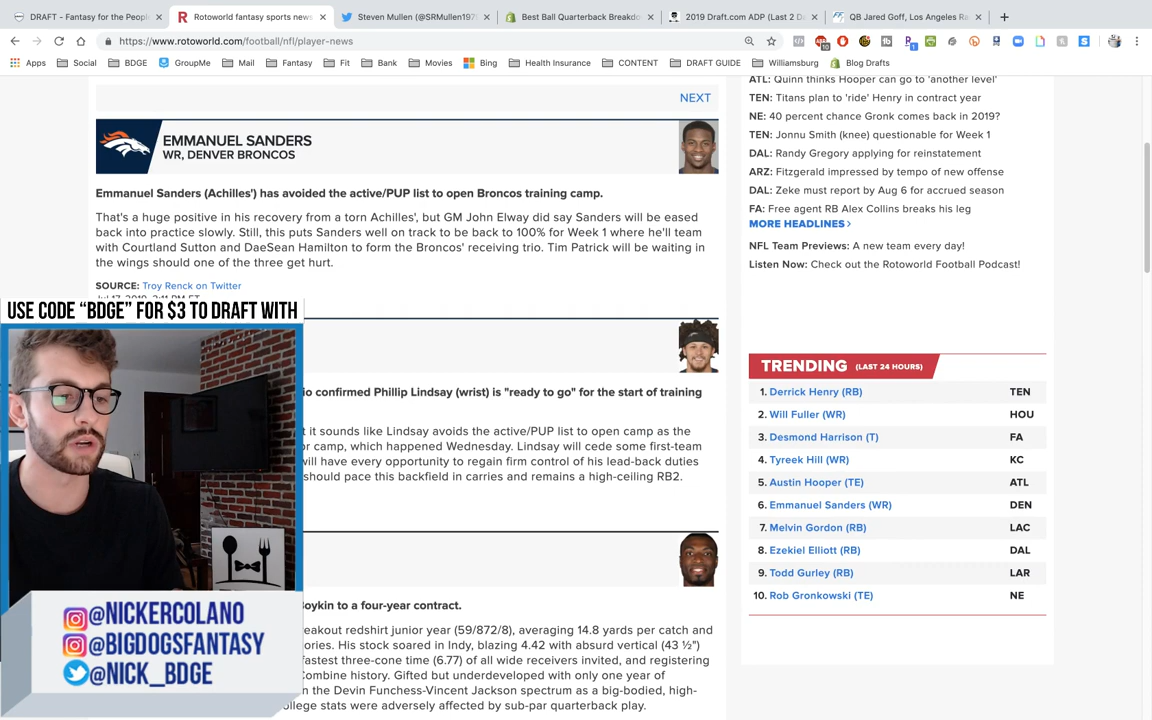 DRAFT - Fantasy for the Peopl
Rotoworld fantasy sports news
Steven Mullen (@SRMullen197
Best Ball Quarterback Breakdo
2019 Draft.com ADP (Last 2 D
QB Jared Goff, Los Angeles Ra
https://www.rotoworld.com/football/nfl/player-news
Apps
Social
BDGE
GroupMe
Mail
Fantasy
Fit
Bank
Movies
Bing
Health Insurance
CONTENT
DRAFT GUIDE
Williamsburg
Blog Drafts
NEXT
EMMANUEL SANDERS
WR, DENVER BRONCOS
Emmanuel Sanders (Achilles') has avoided the active/PUP list to open Broncos training camp.
That's a huge positive in his recovery from a torn Achilles', but GM John Elway did say Sanders will be eased
back into practice slowly. Still, this puts Sanders well on track to be back to 100% for Week 1 where he'll team
with Courtland Sutton and DaeSean Hamilton to form the Broncos' receiving trio. Tim Patrick will be waiting in
the wings should one of the three get hurt.
SOURCE: Troy Renck on Twitter
USE CODE "BDGE" FOR $3 TO DRAFT WITH
io confirmed Phillip Lindsay (wrist) is "ready to go" for the start of training
t it sounds like Lindsay avoids the active/PUP list to open camp as the
or camp, which happened Wednesday. Lindsay will cede some first-team
will have every opportunity to regain firm control of his lead-back duties
should pace this backfield in carries and remains a high-ceiling RB2.
Boykin to a four-year contract.
reakout redshirt junior year (59/872/8), averaging 14.8 yards per catch and
ories. His stock soared in Indy, blazing 4.42 with absurd vertical (43 ½")
fastest three-cone time (6.77) of all wide receivers invited, and registering
Combine history. Gifted but underdeveloped with only one year of
n the Devin Funchess-Vincent Jackson spectrum as a big-bodied, high-
ollege stats were adversely affected by sub-par quarterback play.
@NICKERCOLANO
@BIGDOGSFANTASY
@NICK_BDGE
ATL: Quinn thinks Hooper can go to 'another level'
TEN: Titans plan to 'ride' Henry in contract year
NE: 40 percent chance Gronk comes back in 2019?
TEN: Jonnu Smith (knee) questionable for Week 1
DAL: Randy Gregory applying for reinstatement
ARZ: Fitzgerald impressed by tempo of new offense
DAL: Zeke must report by Aug 6 for accrued season
FA: Free agent RB Alex Collins breaks his leg
MORE HEADLINES >
NFL Team Previews: A new team every day!
Listen Now: Check out the Rotoworld Football Podcast!
TRENDING (LAST 24 HOURS)
1. Derrick Henry (RB) TEN
2. Will Fuller (WR) HOU
3. Desmond Harrison (T) FA
4. Tyreek Hill (WR) KC
5. Austin Hooper (TE) ATL
6. Emmanuel Sanders (WR) DEN
7. Melvin Gordon (RB) LAC
8. Ezekiel Elliott (RB) DAL
9. Todd Gurley (RB) LAR
10. Rob Gronkowski (TE) NE